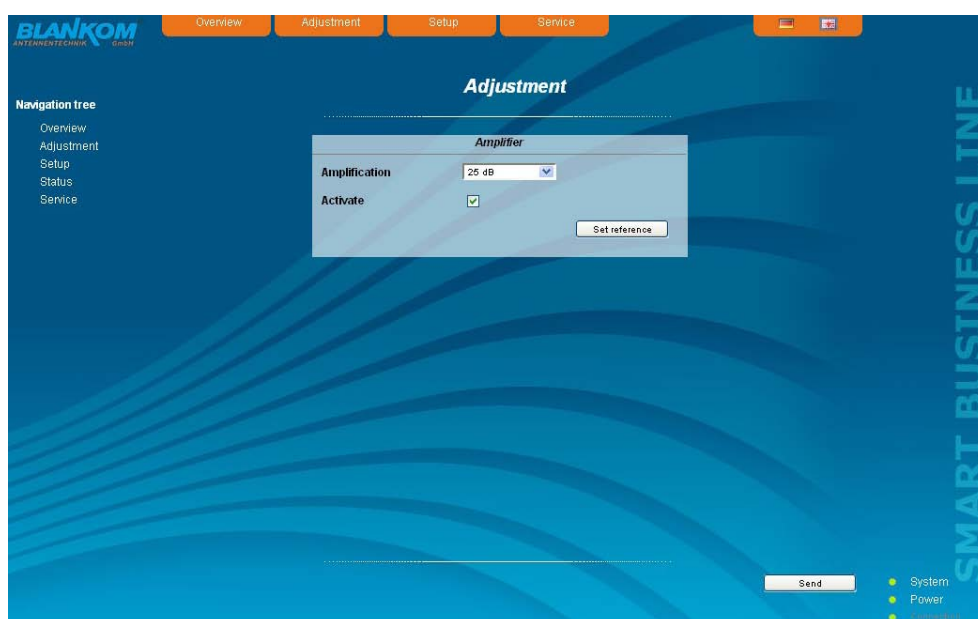 BLANKOM
ANTENNENTECHNIK GmbH
Overview
Adjustment
Setup
Service
Adjustment
Navigation tree
Overview
Adjustment
Setup
Status
Service
Amplifier
Amplification
25 dB
Activate
Set reference
SMART BUSINESS LINE
Send
System
Power